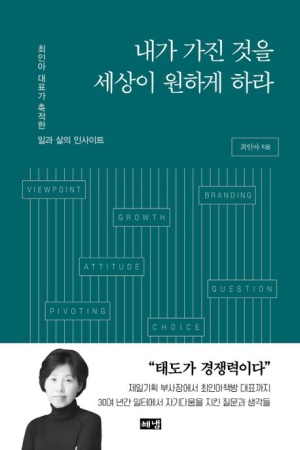 내가 가진 것을
세상이 원하게 하라
최인아 대표가 축적한
일과 삶의 인사이트
최인아 지음
VIEWPOINT
BRANDING
GROWTH
ATTITUDE
QUESTION
PIVOTING
CHOICE
“태도가 경쟁력이다”
제일기획 부사장에서 최인아책방 대표까지
30여 년간 일터에서 자기다움을 지킨 질문과 생각들
해냄